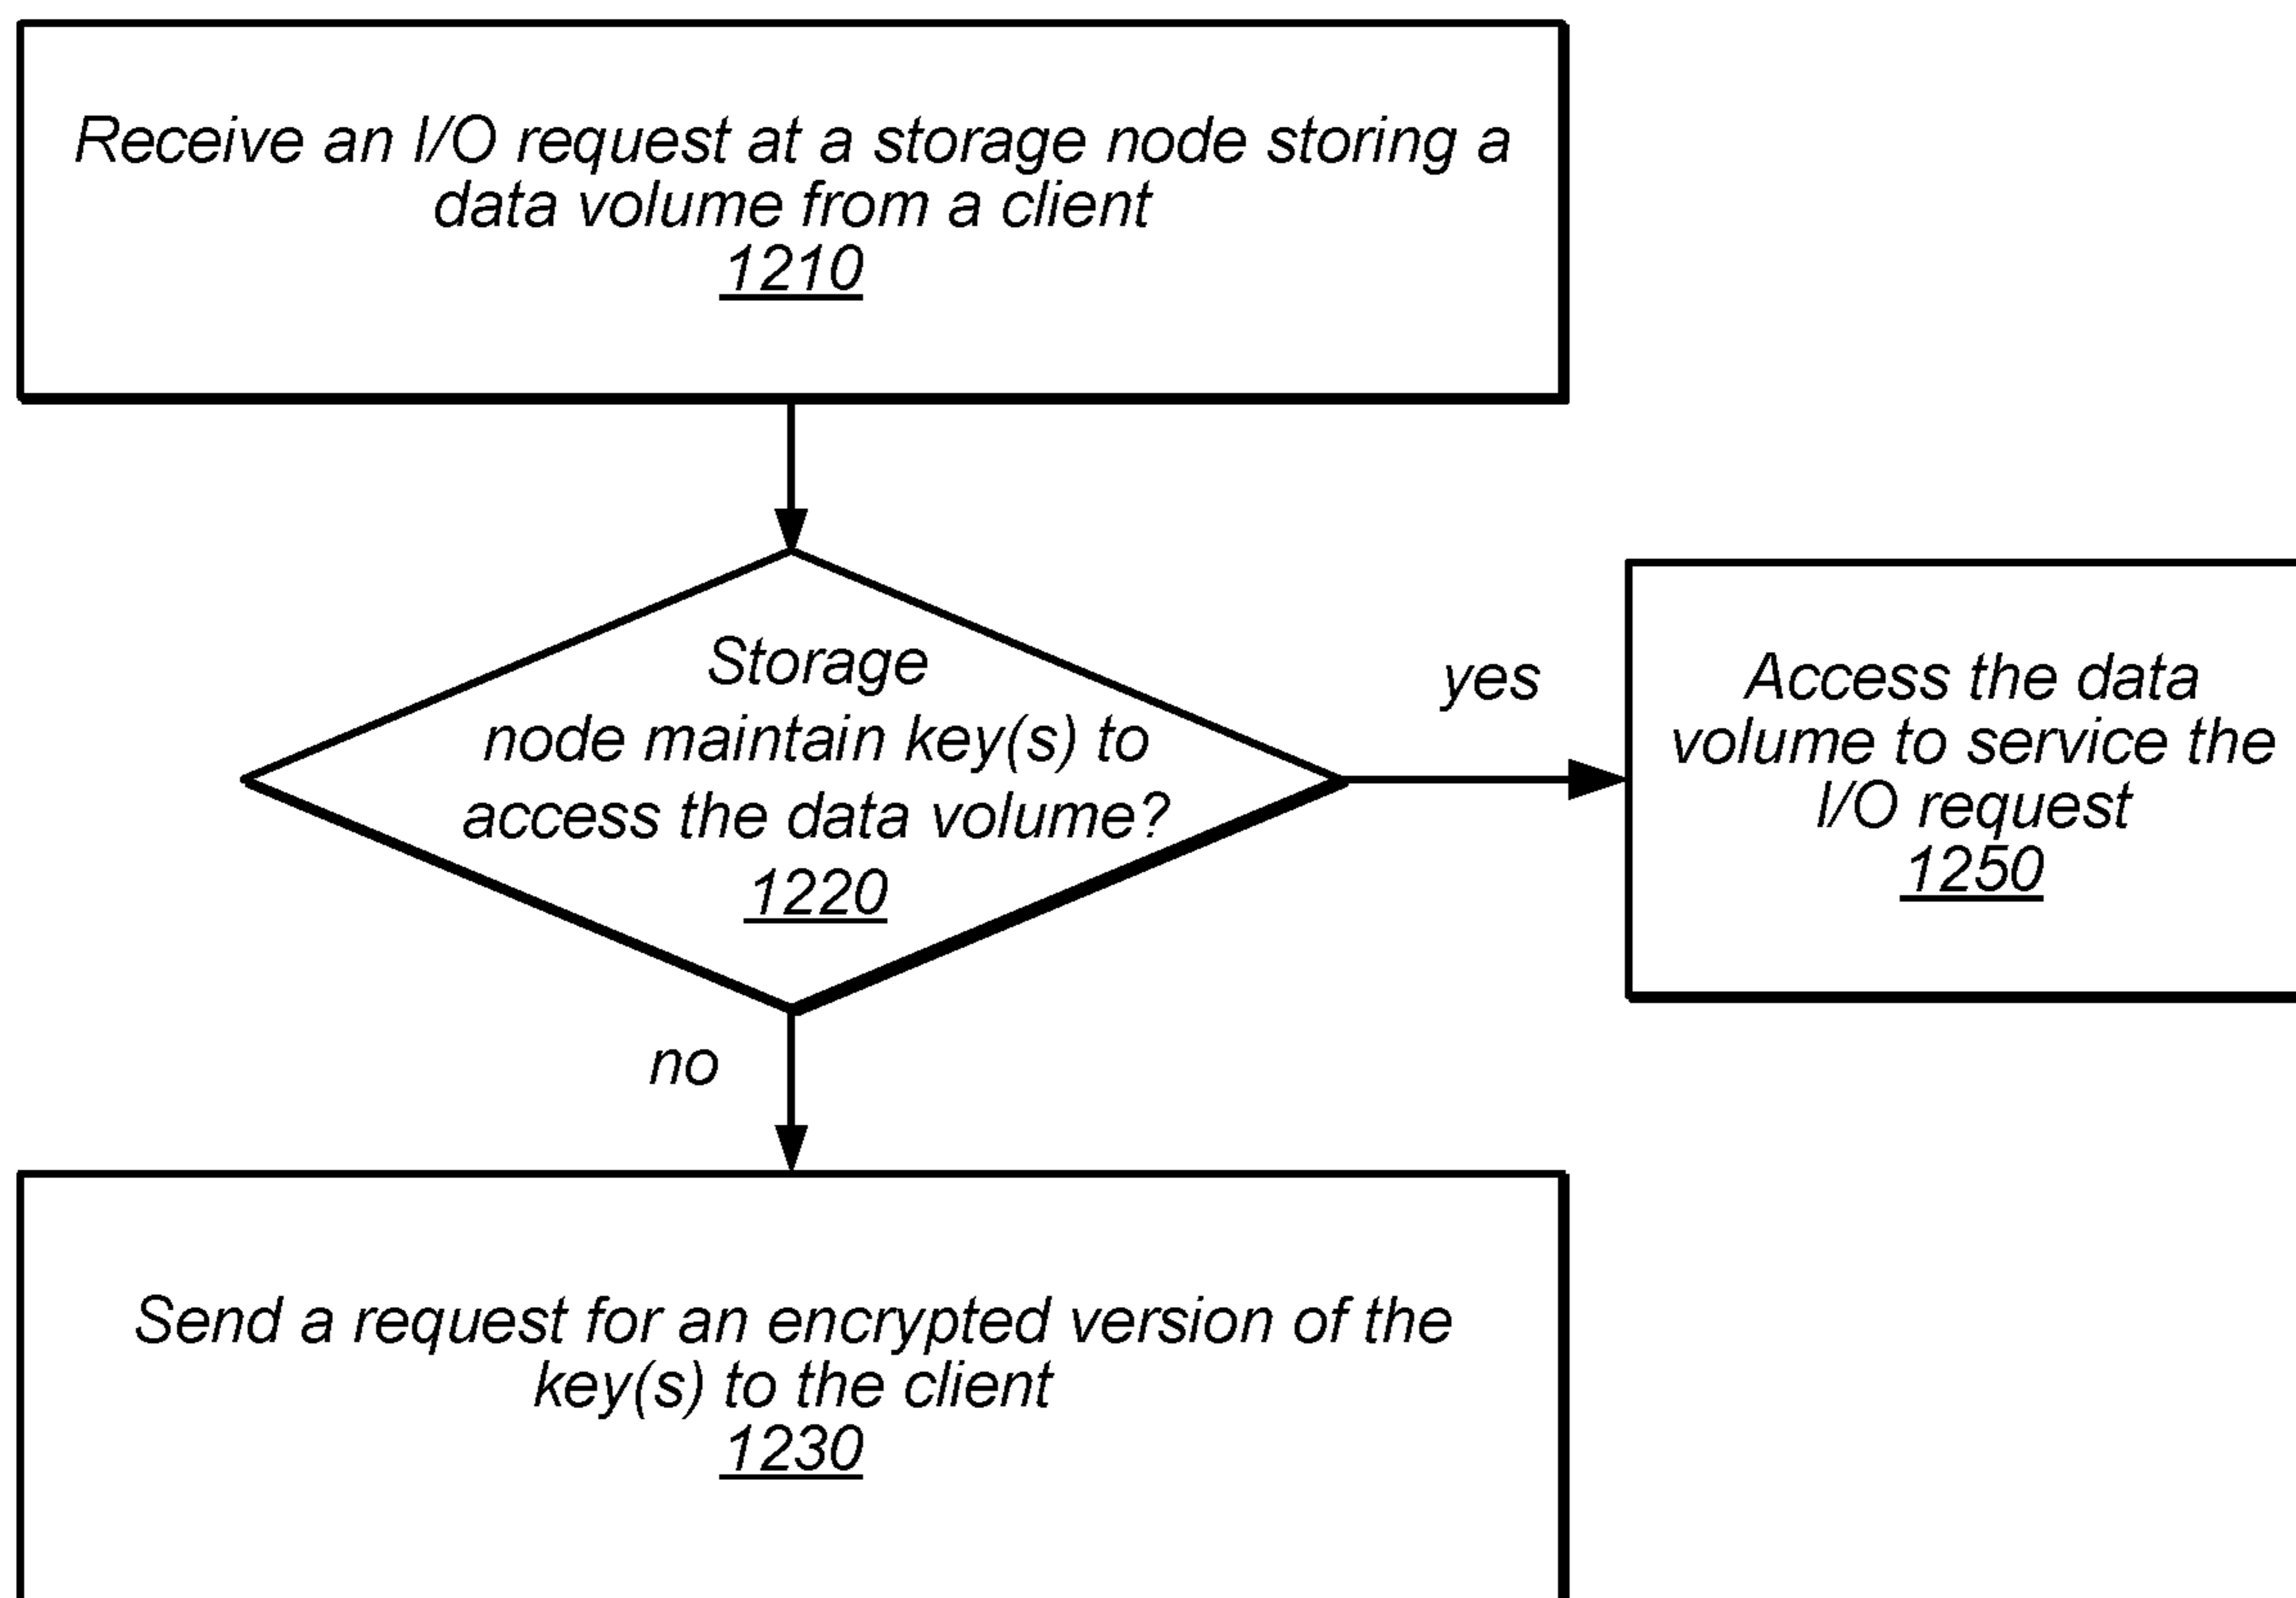 Receive an I/O request at a storage node storing a
data volume from a client
1210
Storage
node maintain key(s) to
access the data volume?
1220
yes
Access the data
volume to service the
I/O request
1250
no
Send a request for an encrypted version of the
key(s) to the client
1230